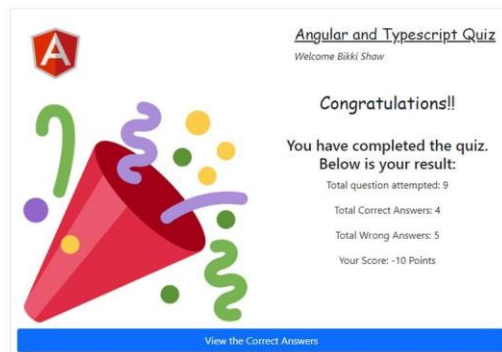 A
Angular and Typescript Quiz
Welcome Bikki Shaw
Congratulations!!
You have completed the quiz.
Below is your result:
Total question attempted: 9
Total Correct Answers: 4
Total Wrong Answers: 5
Your Score: -10 Points
View the Correct Answers